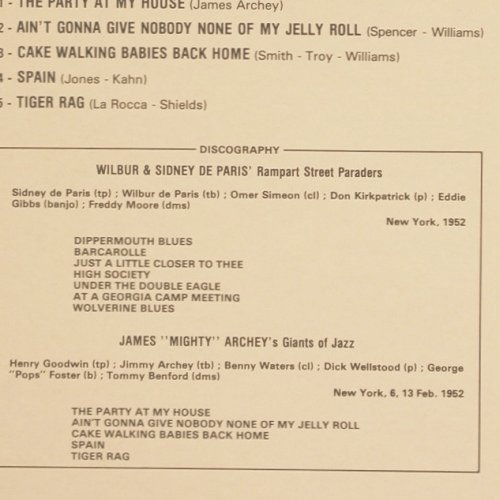 1 - THE PARTY AT MY HOUSE (James Archey)
2 - AIN'T GONNA GIVE NOBODY NONE OF MY JELLY ROLL (Spencer - Williams)
3 - CAKE WALKING BABIES BACK HOME (Smith - Troy - Williams)
4 - SPAIN (Jones - Kahn)
5 - TIGER RAG (La Rocca - Shields)
DISCOGRAPHY
WILBUR & SIDNEY DE PARIS' Rampart Street Paraders
Sidney de Paris (tp) ; Wilbur de Paris (tb) ; Omer Simeon (cl) ; Don Kirkpatrick (p) ; Eddie
Gibbs (banjo) ; Freddy Moore (dms)
New York, 1952
DIPPERMOUTH BLUES
BARCAROLLE
JUST A LITTLE CLOSER TO THEE
HIGH SOCIETY
UNDER THE DOUBLE EAGLE
AT A GEORGIA CAMP MEETING
WOLVERINE BLUES
JAMES "MIGHTY" ARCHEY's Giants of Jazz
Henry Goodwin (tp) ; Jimmy Archey (tb) ; Benny Waters (cl) ; Dick Wellstood (p) ; George
"Pops" Foster (b) ; Tommy Benford (dms)
New York, 6, 13 Feb. 1952
THE PARTY AT MY HOUSE
AIN'T GONNA GIVE NOBODY NONE OF MY JELLY ROLL
CAKE WALKING BABIES BACK HOME
SPAIN
TIGER RAG